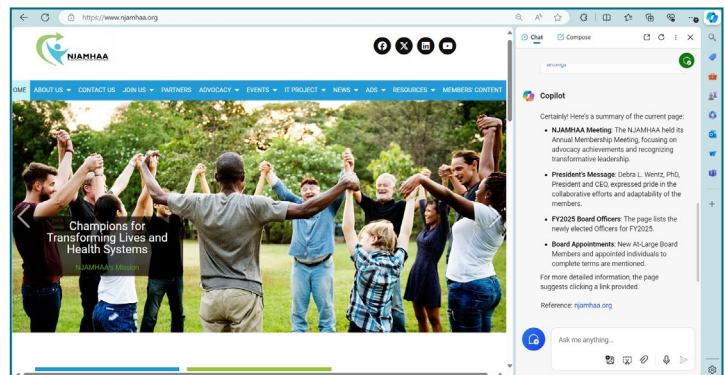 https://www.njamhaa.org
NJAMHAA
OME ABOUT US CONTACT US JOIN US PARTNERS ADVOCACY EVENTS IT PROJECT NEWS ADS RESOURCES MEMBERS' CONTENT
Champions for
Transforming Lives and
Health Systems
NJAMHAA's Mission
Chat Compose
Copilot
Certainly! Here's a summary of the current page:
• NJAMHAA Meeting: The NJAMHAA held its
Annual Membership Meeting, focusing on
advocacy achievements and recognizing
transformative leadership.
• President's Message: Debra L. Wentz, PhD,
President and CEO, expressed pride in the
collaborative efforts and adaptability of the
members.
• FY2025 Board Officers: The page lists the
newly elected Officers for FY2025.
• Board Appointments: New At-Large Board
Members and appointed individuals to
complete terms are mentioned.
For more detailed information, the page
suggests clicking a link provided.
Reference: njamhaa.org
Ask me anything...